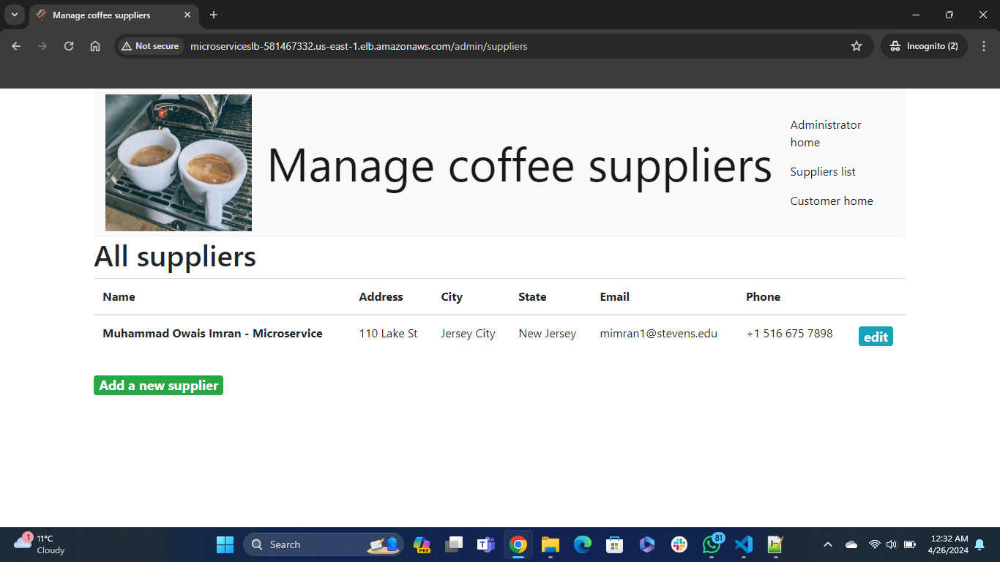 Manage coffee suppliers
Not secure
microserviceslb-581467332.us-east-1.elb.amazonaws.com/admin/suppliers
Incognito (2)
Manage coffee suppliers
Administrator
home
Suppliers list
Customer home
All suppliers
Name Address City State Email Phone
Muhammad Owais Imran - Microservice 110 Lake St Jersey City New Jersey mimran1@stevens.edu +1 516 675 7898 edit
Add a new supplier
1
11°C
Cloudy
Search
PRE
81
12:32 AM
4/26/2024